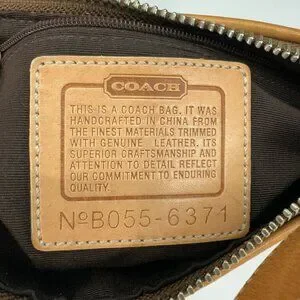 COACH
THIS IS A COACH BAG. IT WAS
HANDCRAFTED IN CHINA FROM
THE FINEST MATERIALS TRIMMED
WITH GENUINE LEATHER. ITS
SUPERIOR CRAFTSMANSHIP AND
ATTENTION TO DETAIL REFLECT
OUR COMMITMENT TO ENDURING
QUALITY.
NºB055-6371